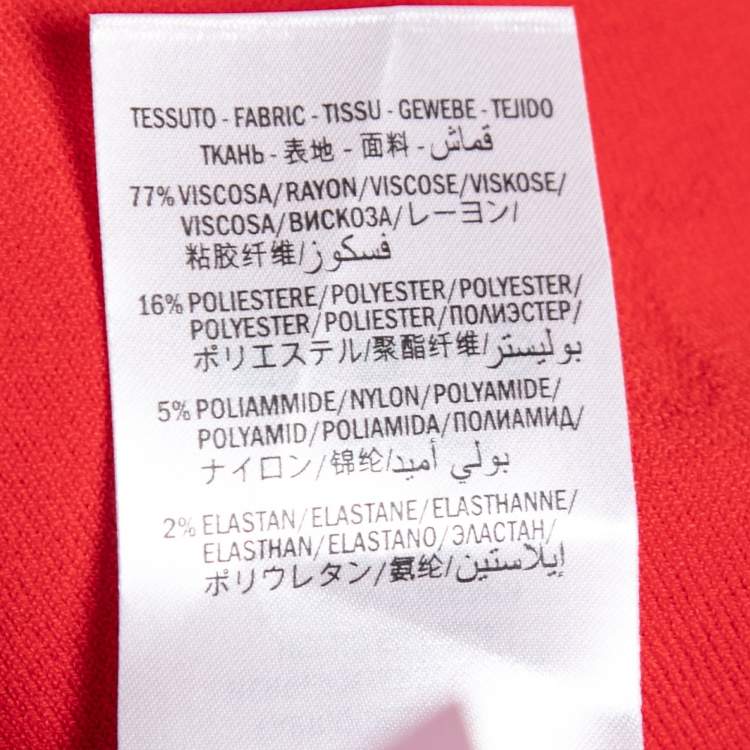 TESSUTO - FABRIC - TISSU - GEWEBE - TEJIDO
ТКАНЬ - 表地 - 面料 - قماش
77% VISCOSA/RAYON/VISCOSE/VISKOSE/
VISCOSA/ВИСКОЗА/レーヨン/
粘胶纤维/فسكوز
16% POLIESTERE/POLYESTER/POLYESTER/
POLYESTER/POLIESTER/ПОЛИЭСТЕР/
ポリエステル/聚酯纤维/بوليستر
5% POLIAMMIDE/NYLON/POLYAMIDE/
POLYAMID/POLIAMIDA/ПОЛИАМИД/
ナイロン/锦纶/بولي أميد
2% ELASTAN/ELASTANE/ELASTHANNE/
ELASTHAN/ELASTANO/ЭЛАСТАН/
ポリウレタン/氨纶/إيلاستين